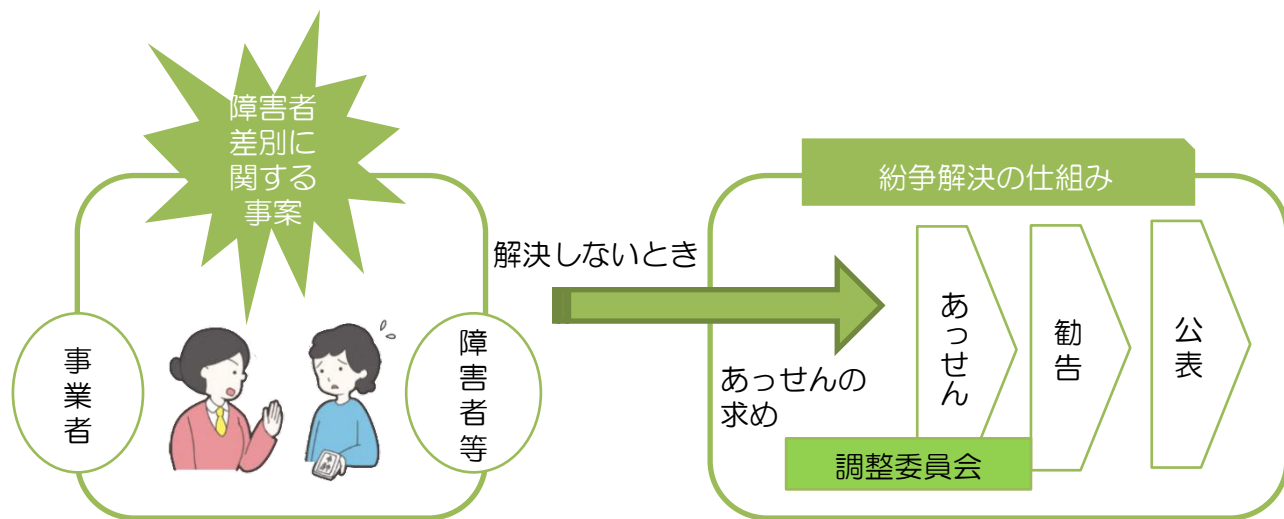 障害者
差別に
関する
事案
事業者
障害者等
解決しないとき
紛争解決の仕組み
あっせんの
求め
あっせん
勧告
公表
調整委員会